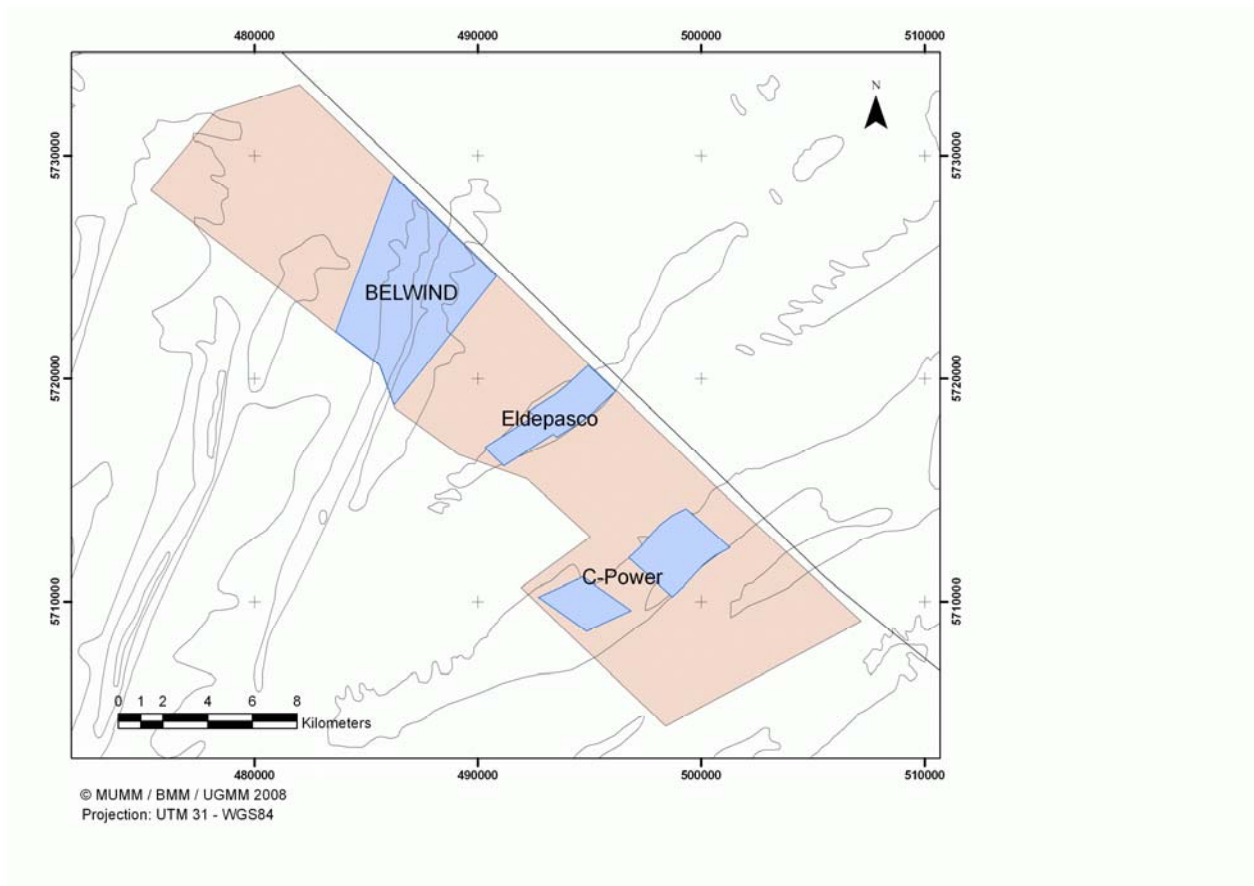 480000 490000 500000 510000
N
5730000 5730000
BELWIND
5720000 5720000
Eldepasco
C-Power
5710000 5710000
0 1 2 4 6 8
Kilometers
480000 490000 500000 510000
© MUMM / BMM / UGMM 2008
Projection: UTM 31 - WGS84